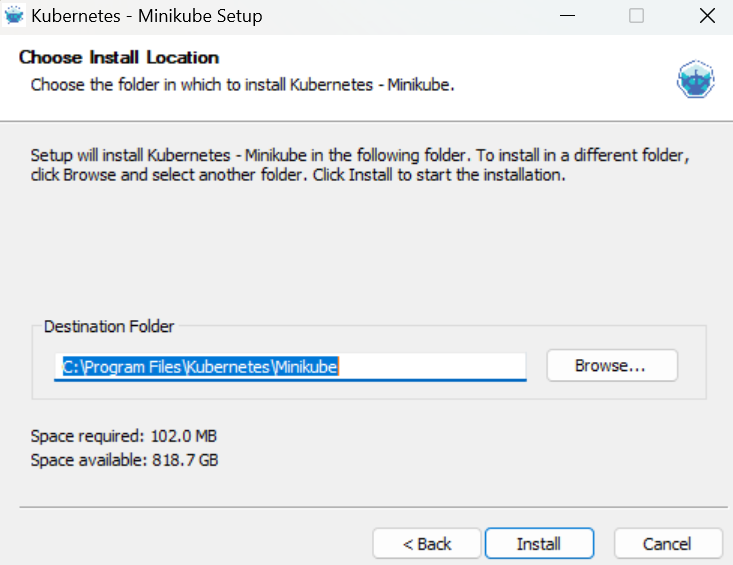 Kubernetes - Minikube Setup
Choose Install Location
Choose the folder in which to install Kubernetes - Minikube.
Setup will install Kubernetes - Minikube in the following folder. To install in a different folder,
click Browse and select another folder. Click Install to start the installation.
Destination Folder
C:\Program Files\Kubernetes\Minikube
Browse...
Space required: 102.0 MB
Space available: 818.7 GB
< Back
Install
Cancel